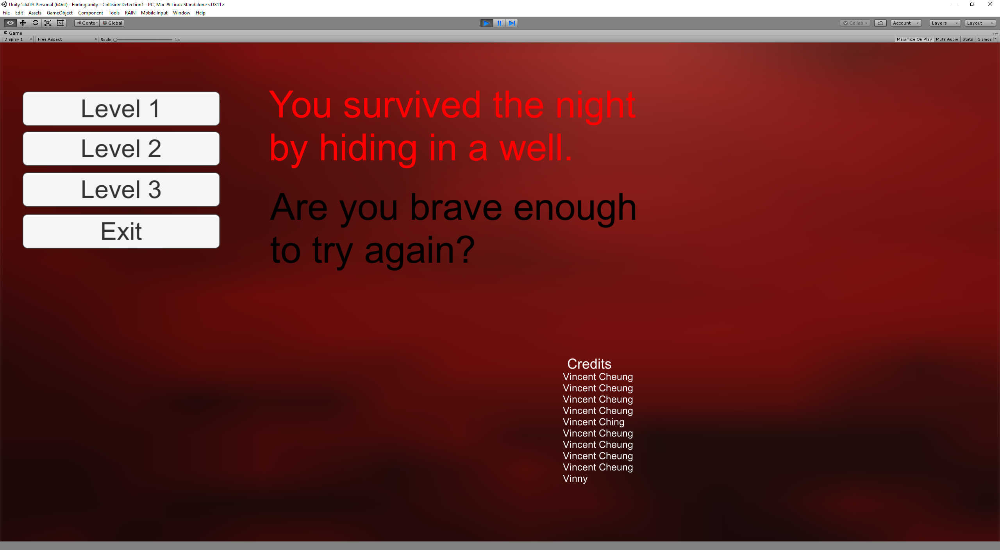 Unity 5.6.0f3 Personal (64bit) - Ending.unity - Collision Detection1 - PC, Mac & Linux Standalone <DX11>
File Edit Assets GameObject Component Tools RAIN Mobile Input Window Help
Center Global Collab Account Layers Layout
Game
Display 1 Free Aspect Scale 1x Maximize On Play Mute Audio Stats Gizmos
Level 1
Level 2
Level 3
Exit
You survived the night
by hiding in a well.
Are you brave enough
to try again?
Credits
Vincent Cheung
Vincent Cheung
Vincent Cheung
Vincent Cheung
Vincent Ching
Vincent Cheung
Vincent Cheung
Vincent Cheung
Vincent Cheung
Vinny